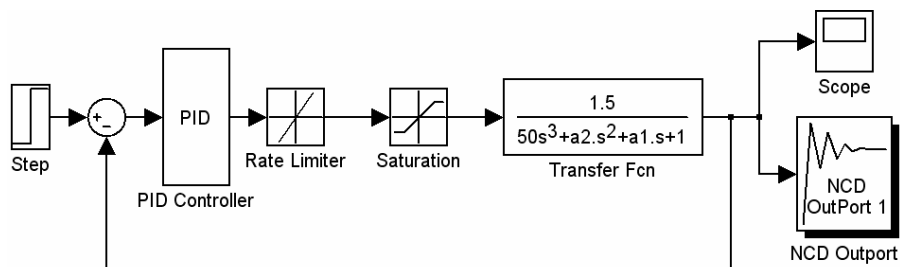 Step
+
−
PID
PID Controller
Rate Limiter
Saturation
1.5
50s³+a2.s²+a1.s+1
Transfer Fcn
Scope
NCD
OutPort 1
NCD Outport